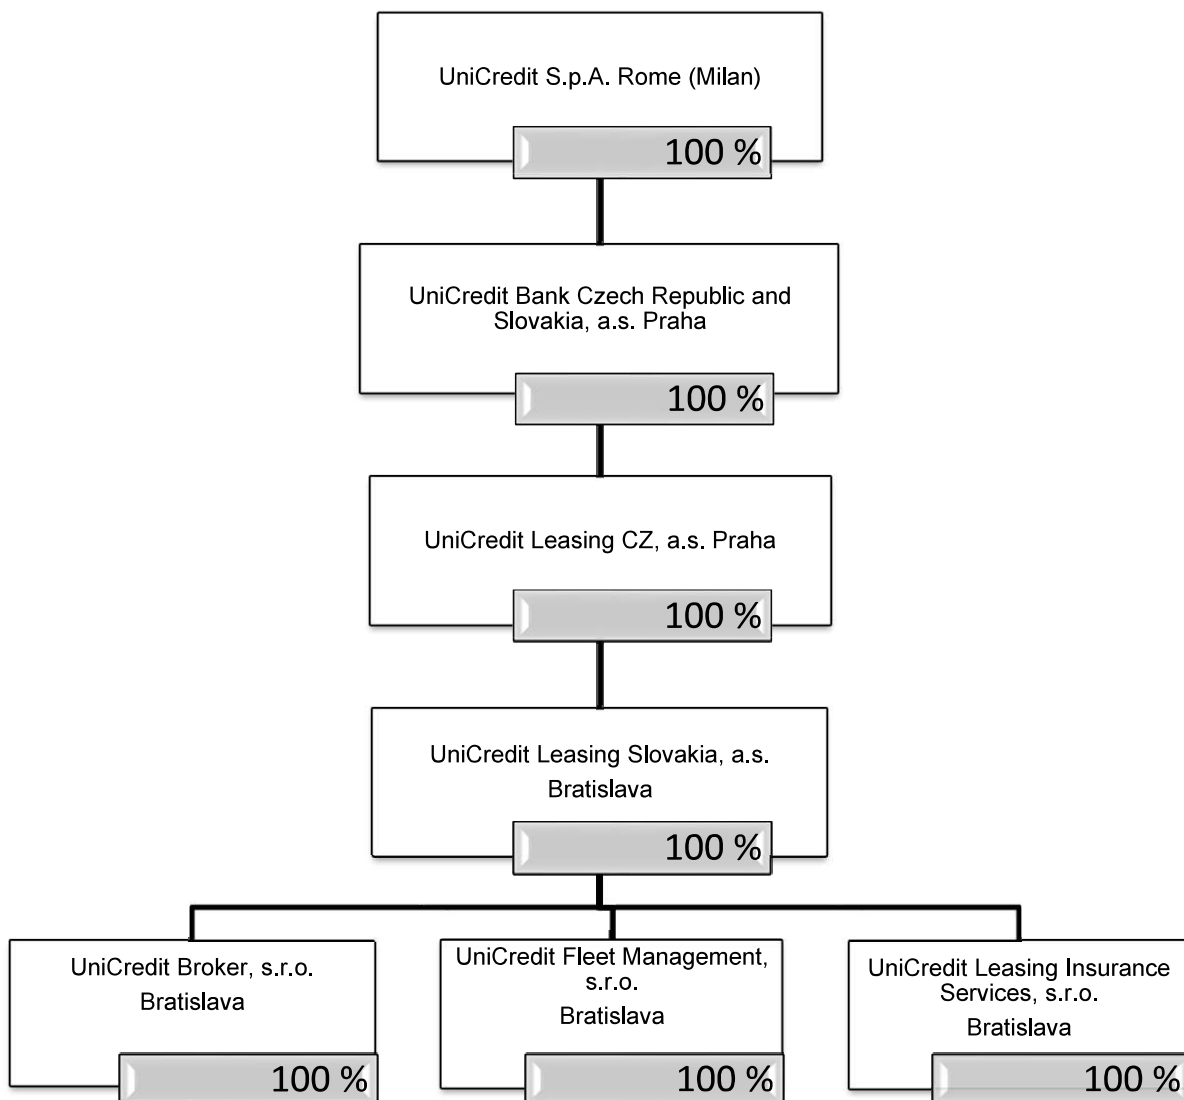 UniCredit S.p.A. Rome (Milan)
100 %
UniCredit Bank Czech Republic and
Slovakia, a.s. Praha
100 %
UniCredit Leasing CZ, a.s. Praha
100 %
UniCredit Leasing Slovakia, a.s.
Bratislava
100 %
UniCredit Broker, s.r.o.
Bratislava
100 %
UniCredit Fleet Management,
s.r.o.
Bratislava
100 %
UniCredit Leasing Insurance
Services, s.r.o.
Bratislava
100 %